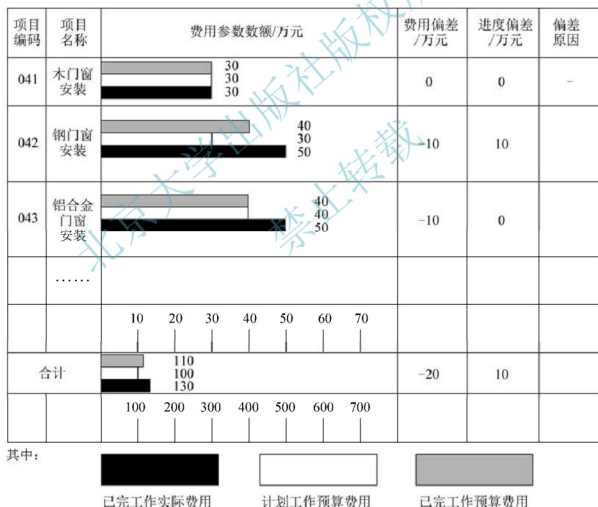 项目编码 项目名称 费用参数数额/万元 费用偏差/万元 进度偏差/万元 偏差原因
041 木门窗安装 30 30 30 0 0 -
042 钢门窗安装 40 30 50 -10 10
043 铝合金门窗安装 40 40 50 -10 0
……
10 20 30 40 50 60 70
合计 110 100 130 -20 10
100 200 300 400 500 600 700
其中：
已完工作实际费用 计划工作预算费用 已完工作预算费用
北京大学出版社版权所
禁止转载